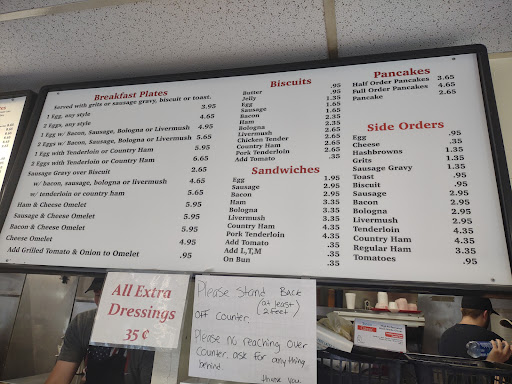 Breakfast Plates
Served with grits or sausage gravy, biscuit or toast.
1 Egg, any style 3.95
2 Eggs, any style 4.65
1 Egg w/ Bacon, Sausage, Bologna or Livermush 4.95
2 Eggs w/ Bacon, Sausage, Bologna or Livermush 5.65
1 Egg with Tenderloin or Country Ham 5.95
2 Eggs with Tenderloin or Country Ham 6.65
Sausage Gravy over Biscuit 2.65
w/ bacon, sausage, bologna or livermush 4.65
w/ tenderloin or country ham 5.65
Ham & Cheese Omelet 5.95
Sausage & Cheese Omelet 5.95
Bacon & Cheese Omelet 5.95
Cheese Omelet 4.95
Add Grilled Tomato & Onion to Omelet .95
Biscuits
Butter .95
Jelly .95
Egg 1.35
Sausage 1.65
Bacon 1.65
Ham 2.35
Bologna 2.35
Livermush 2.35
Chicken Tender 2.35
Country Ham 2.65
Pork Tenderloin 2.65
Add Tomato .35
Sandwiches
Egg 1.95
Sausage 2.95
Bacon 2.95
Ham 3.35
Bologna 3.35
Livermush 3.35
Country Ham 4.35
Pork Tenderloin 4.35
Add Tomato .35
Add L,T,M .35
On Bun .35
Pancakes
Half Order Pancakes 3.65
Full Order Pancakes 4.65
Pancake 2.65
Side Orders
Egg .95
Cheese .35
Hashbrowns 1.35
Grits 1.35
Sausage Gravy 1.35
Toast .95
Biscuit .95
Sausage 2.95
Bacon 2.95
Bologna 2.95
Livermush 2.95
Tenderloin 4.35
Country Ham 4.35
Regular Ham 3.35
Tomatoes .95
All Extra
Dressings
35¢
Please Stand Back
(at least 2 Feet)
OFF Counter.
Please no reaching over
Counter, ask for anything
behind
thank you